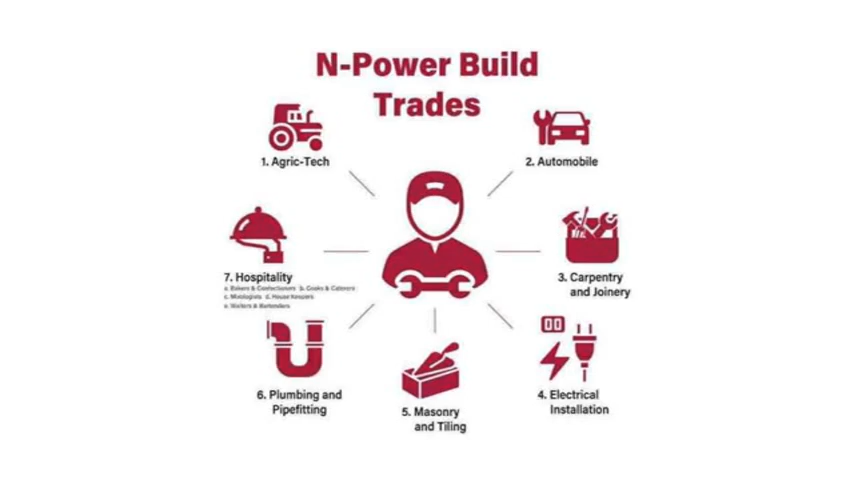 N-Power Build
Trades
1. Agric-Tech
2. Automobile
7. Hospitality
a. Bakers & Confectioners b. Cooks & Caterers
c. Mixologists d. House Keepers
e. Waiters & Bartenders
3. Carpentry
and Joinery
6. Plumbing and
Pipefitting
5. Masonry
and Tiling
4. Electrical
Installation